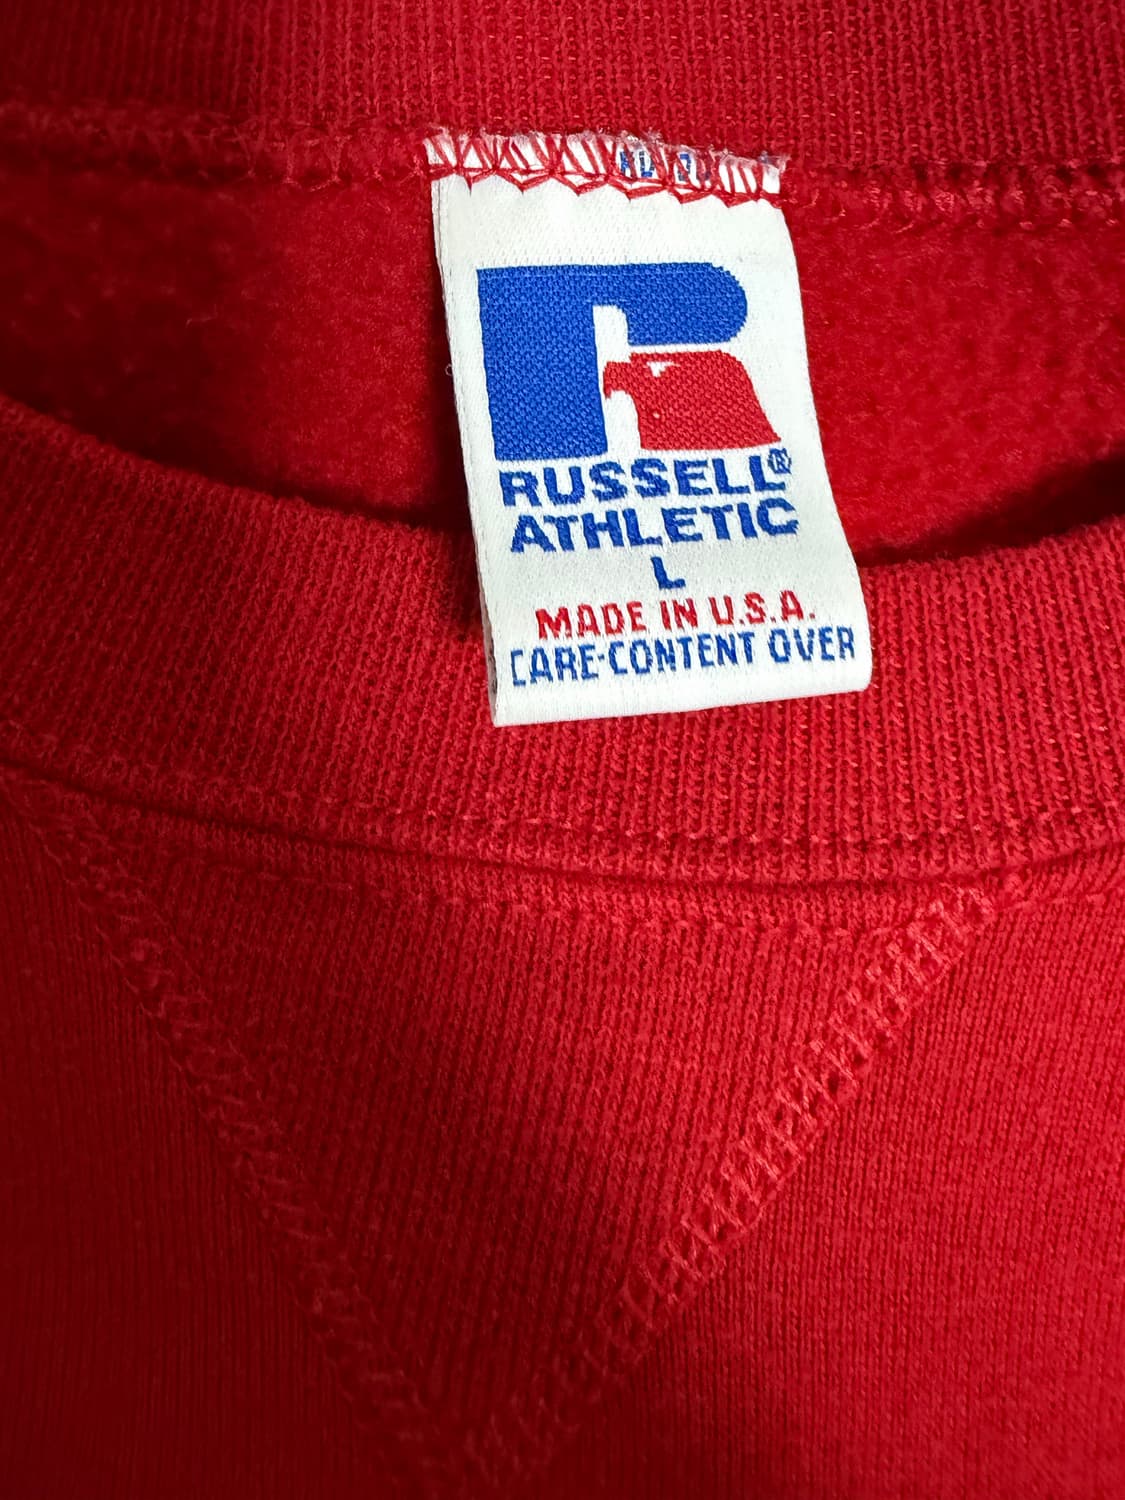 RUSSELL®
ATHLETIC
L
MADE IN U.S.A.
CARE-CONTENT OVER